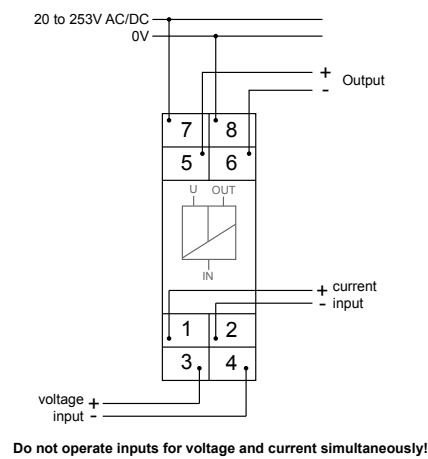 20 to 253V AC/DC
0V
+
- Output
7 8
5 6
U OUT
IN
+ current
- input
1 2
3 4
voltage +
input -
Do not operate inputs for voltage and current simultaneously!